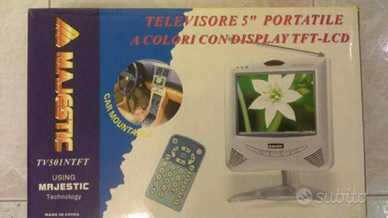 TELEVISORE 5" PORTATILE
A COLORI CON DISPLAY TFT-LCD
MAJESTIC
CAR MOUNTABLE
TV501NTFT
USING
MAJESTIC
Technology
MADE IN CHINA
subito